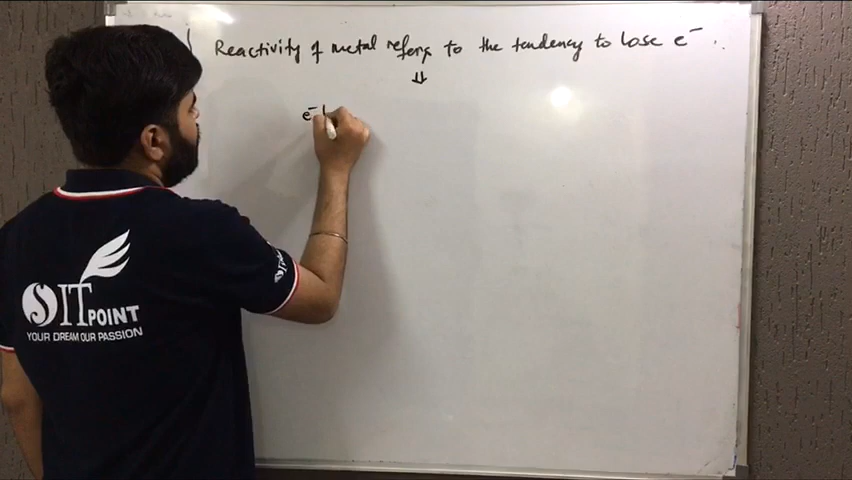 Reactivity of metal refers to the tendency to lose e⁻.
⇓
e⁻
SIT POINT
YOUR DREAM OUR PASSION